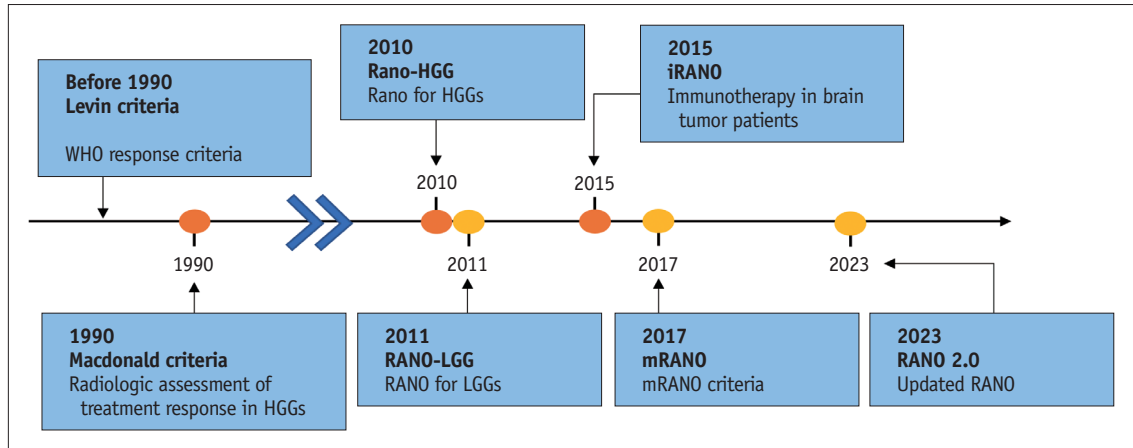 Before 1990
Levin criteria
WHO response criteria
2010
Rano-HGG
Rano for HGGs
2015
iRANO
Immunotherapy in brain
tumor patients
2010
2015
1990
2011
2017
2023
1990
Macdonald criteria
Radiologic assessment of
treatment response in HGGs
2011
RANO-LGG
RANO for LGGs
2017
mRANO
mRANO criteria
2023
RANO 2.0
Updated RANO